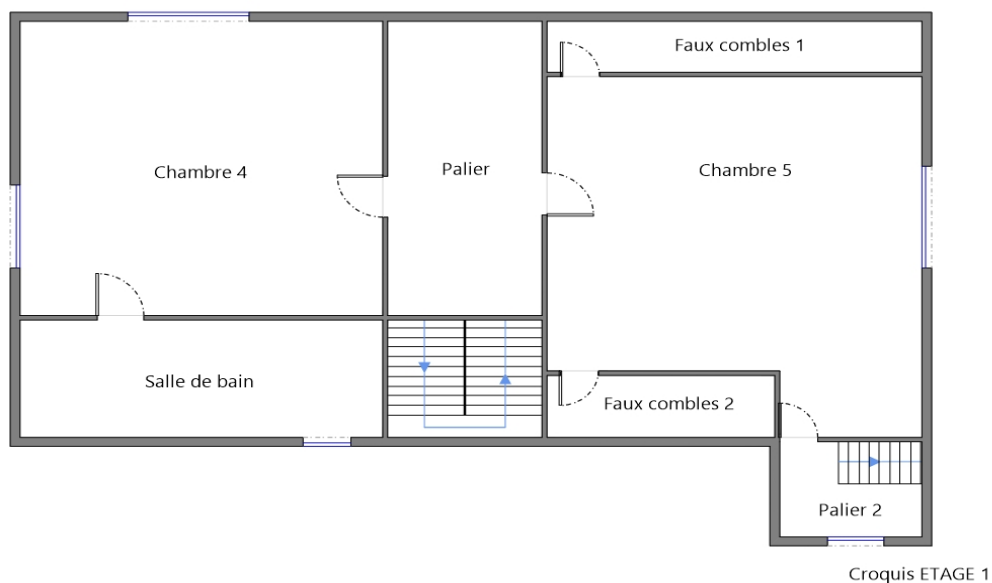 Faux combles 1
Chambre 4
Palier
Chambre 5
Salle de bain
Faux combles 2
Palier 2
Croquis ETAGE 1